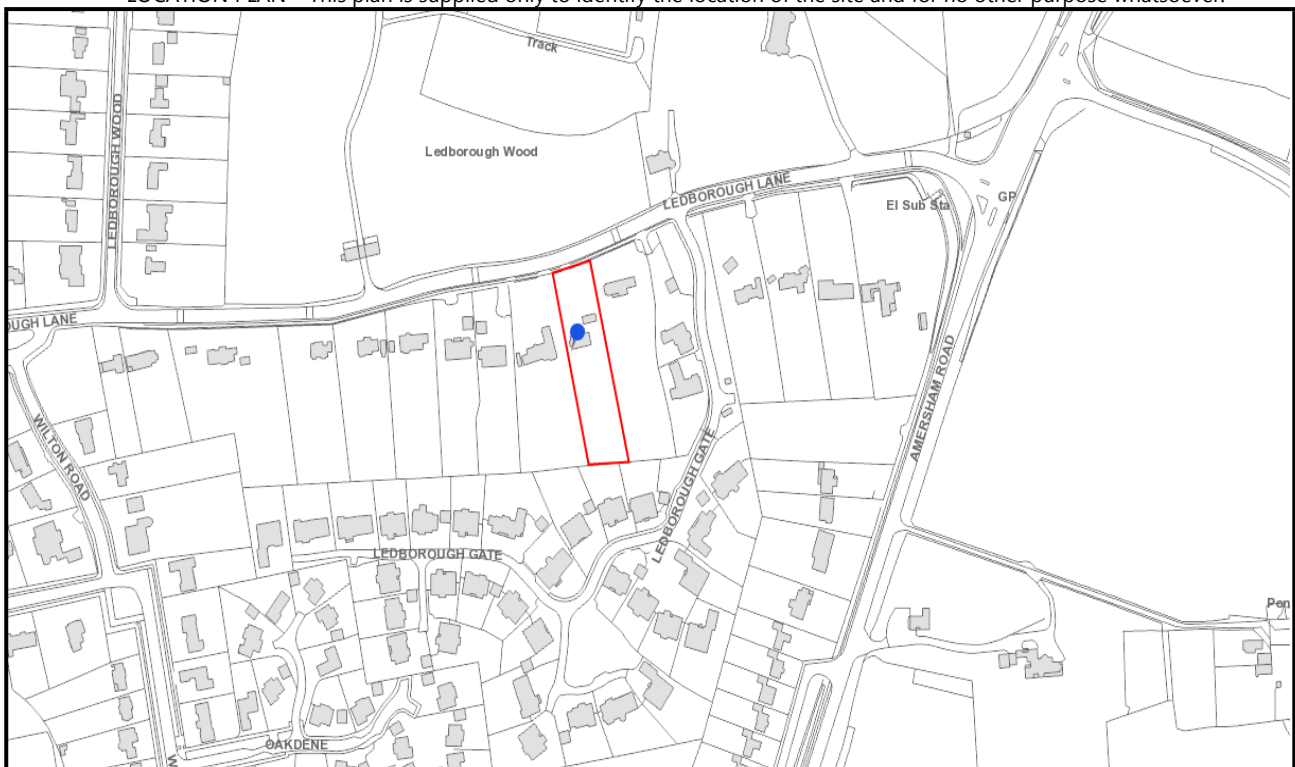 LOCATION PLAN - This plan is supplied only to identify the location of the site and for no other purpose whatsoever.
Track
LEDBOROUGH WOOD
Ledborough Wood
LEDBOROUGH LANE
El Sub Sta
GP
OUGH LANE
AMERSHAM ROAD
WILTON ROAD
LEDBOROUGH GATE
LEDBOROUGH GATE
Pen
OAKDENE
W